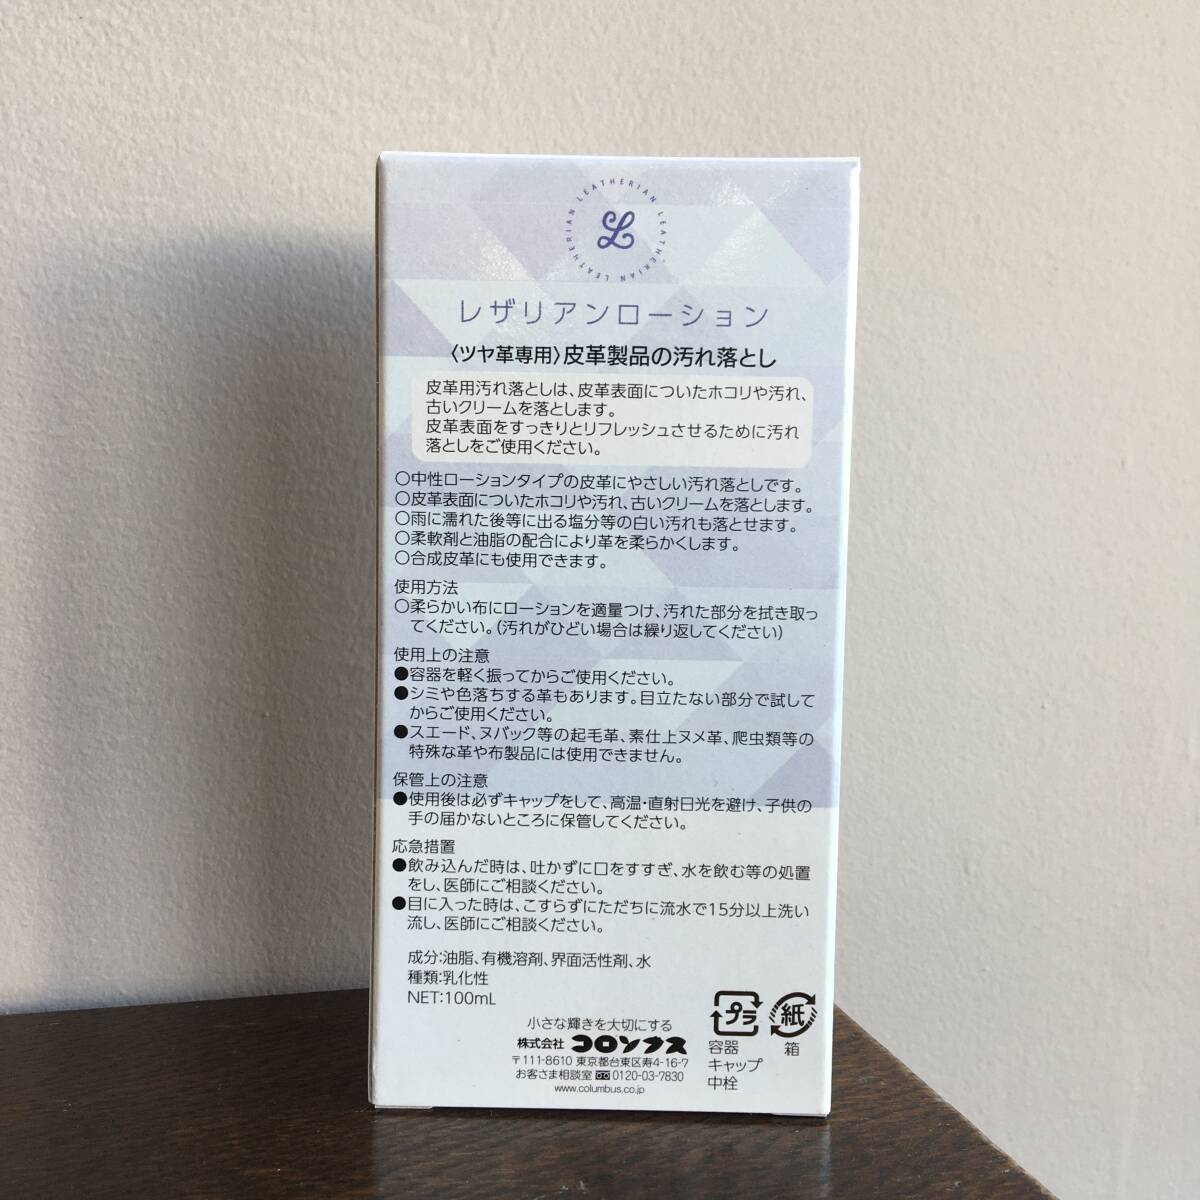 LEATHERIAN LEATHERIAN LEATHERIAN
L
レザリアンローション
〈ツヤ革専用〉皮革製品の汚れ落とし
皮革用汚れ落としは、皮革表面についたホコリや汚れ、
古いクリームを落とします。
皮革表面をすっきりとリフレッシュさせるために汚れ
落としをご使用ください。
○中性ローションタイプの皮革にやさしい汚れ落としです。
○皮革表面についたホコリや汚れ、古いクリームを落とします。
○雨に濡れた後等に出る塩分等の白い汚れも落とせます。
○柔軟剤と油脂の配合により革を柔らかくします。
○合成皮革にも使用できます。
使用方法
○柔らかい布にローションを適量つけ、汚れた部分を拭き取っ
てください。(汚れがひどい場合は繰り返してください)
使用上の注意
●容器を軽く振ってからご使用ください。
●シミや色落ちする革もあります。目立たない部分で試して
からご使用ください。
●スエード、ヌバック等の起毛革、素仕上ヌメ革、爬虫類等の
特殊な革や布製品には使用できません。
保管上の注意
●使用後は必ずキャップをして、高温・直射日光を避け、子供の
手の届かないところに保管してください。
応急措置
●飲み込んだ時は、吐かずに口をすすぎ、水を飲む等の処置
をし、医師にご相談ください。
●目に入った時は、こすらずにただちに流水で15分以上洗い
流し、医師にご相談ください。
成分:油脂、有機溶剤、界面活性剤、水
種類:乳化性
NET:100mL
小さな輝きを大切にする
株式会社 コロンブス
〒111-8610 東京都台東区寿4-16-7
お客さま相談室 0120-03-7830
www.columbus.co.jp
プラ
容器
キャップ
中栓
紙
箱